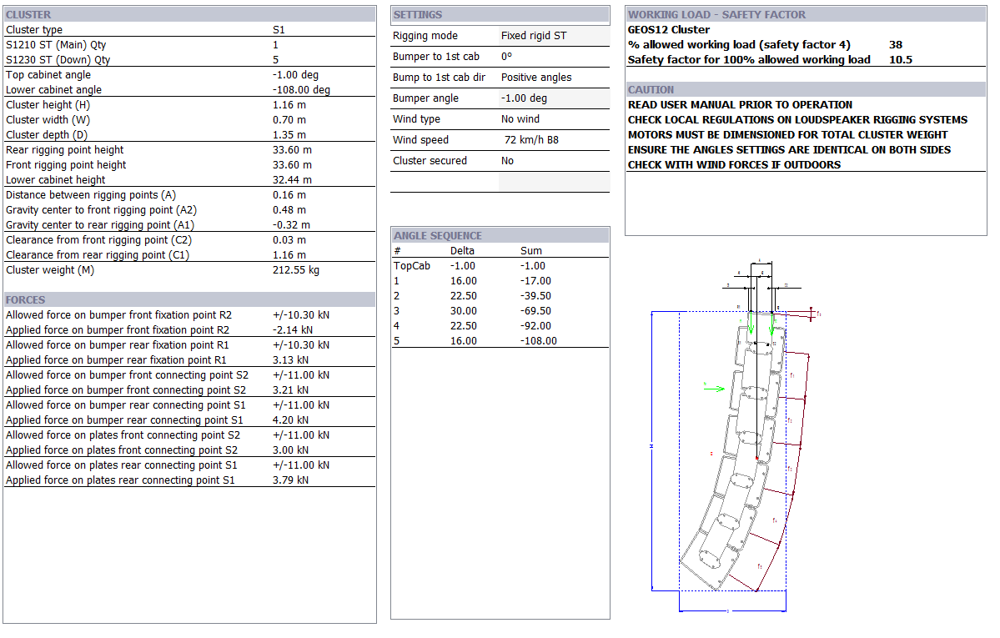 CLUSTER
Cluster type S1
S1210 ST (Main) Qty 1
S1230 ST (Down) Qty 5
Top cabinet angle -1.00 deg
Lower cabinet angle -108.00 deg
Cluster height (H) 1.16 m
Cluster width (W) 0.70 m
Cluster depth (D) 1.35 m
Rear rigging point height 33.60 m
Front rigging point height 33.60 m
Lower cabinet height 32.44 m
Distance between rigging points (A) 0.16 m
Gravity center to front rigging point (A2) 0.48 m
Gravity center to rear rigging point (A1) -0.32 m
Clearance from front rigging point (C2) 0.03 m
Clearance from rear rigging point (C1) 1.16 m
Cluster weight (M) 212.55 kg
FORCES
Allowed force on bumper front fixation point R2 +/-10.30 kN
Applied force on bumper front fixation point R2 -2.14 kN
Allowed force on bumper rear fixation point R1 +/-10.30 kN
Applied force on bumper rear fixation point R1 3.13 kN
Allowed force on bumper front connecting point S2 +/-11.00 kN
Applied force on bumper front connecting point S2 3.21 kN
Allowed force on bumper rear connecting point S1 +/-11.00 kN
Applied force on bumper rear connecting point S1 4.20 kN
Allowed force on plates front connecting point S2 +/-11.00 kN
Applied force on plates front connecting point S2 3.00 kN
Allowed force on plates rear connecting point S1 +/-11.00 kN
Applied force on plates rear connecting point S1 3.79 kN
SETTINGS
Rigging mode Fixed rigid ST
Bumper to 1st cab 0°
Bump to 1st cab dir Positive angles
Bumper angle -1.00 deg
Wind type No wind
Wind speed 72 km/h B8
Cluster secured No
ANGLE SEQUENCE
# Delta Sum
TopCab -1.00 -1.00
1 16.00 -17.00
2 22.50 -39.50
3 30.00 -69.50
4 22.50 -92.00
5 16.00 -108.00
WORKING LOAD - SAFETY FACTOR
GEOS12 Cluster
% allowed working load (safety factor 4) 38
Safety factor for 100% allowed working load 10.5
CAUTION
READ USER MANUAL PRIOR TO OPERATION
CHECK LOCAL REGULATIONS ON LOUDSPEAKER RIGGING SYSTEMS
MOTORS MUST BE DIMENSIONED FOR TOTAL CLUSTER WEIGHT
ENSURE THE ANGLES SETTINGS ARE IDENTICAL ON BOTH SIDES
CHECK WITH WIND FORCES IF OUTDOORS